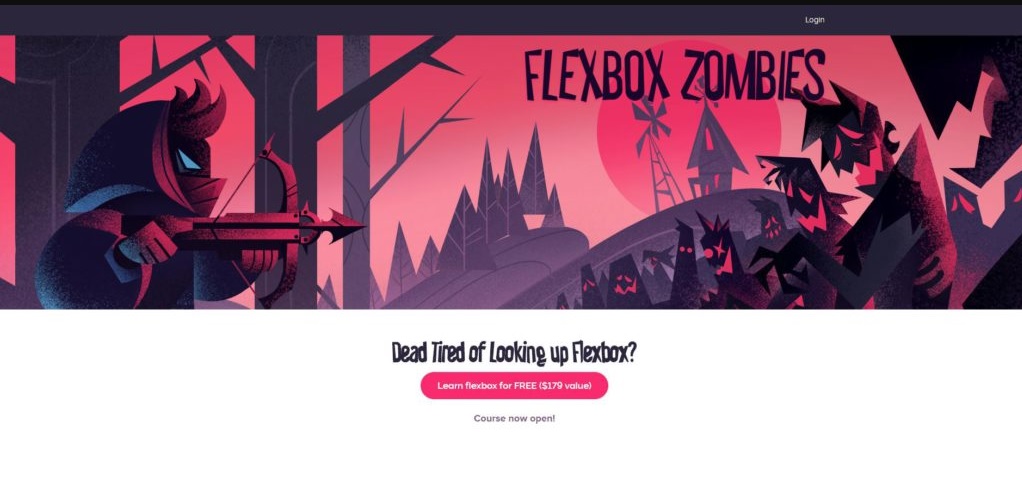 Login
FLEXBOX ZOMBIES
Dead Tired of Looking up Flexbox?
Learn flexbox for FREE ($179 value)
Course now open!